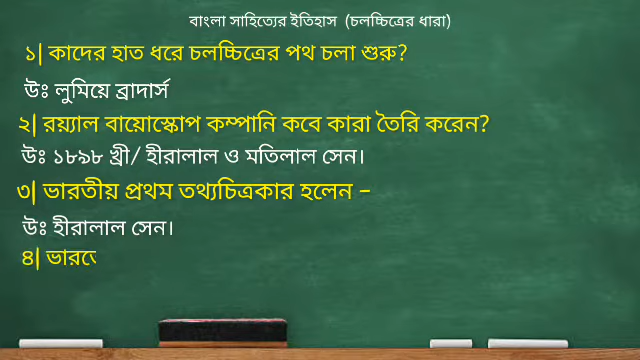 বাংলা সাহিত্যের ইতিহাস (চলচ্চিত্রের ধারা)
১| কাদের হাত ধরে চলচ্চিত্রের পথ চলা শুরু?
উঃ লুমিয়ে ব্রাদার্স
২| রয়্যাল বায়োস্কোপ কম্পানি কবে কারা তৈরি করেন?
উঃ ১৮৯৮ খ্রী/ হীরালাল ও মতিলাল সেন।
৩| ভারতীয় প্রথম তথ্যচিত্রকার হলেন –
উঃ হীরালাল সেন।
৪|